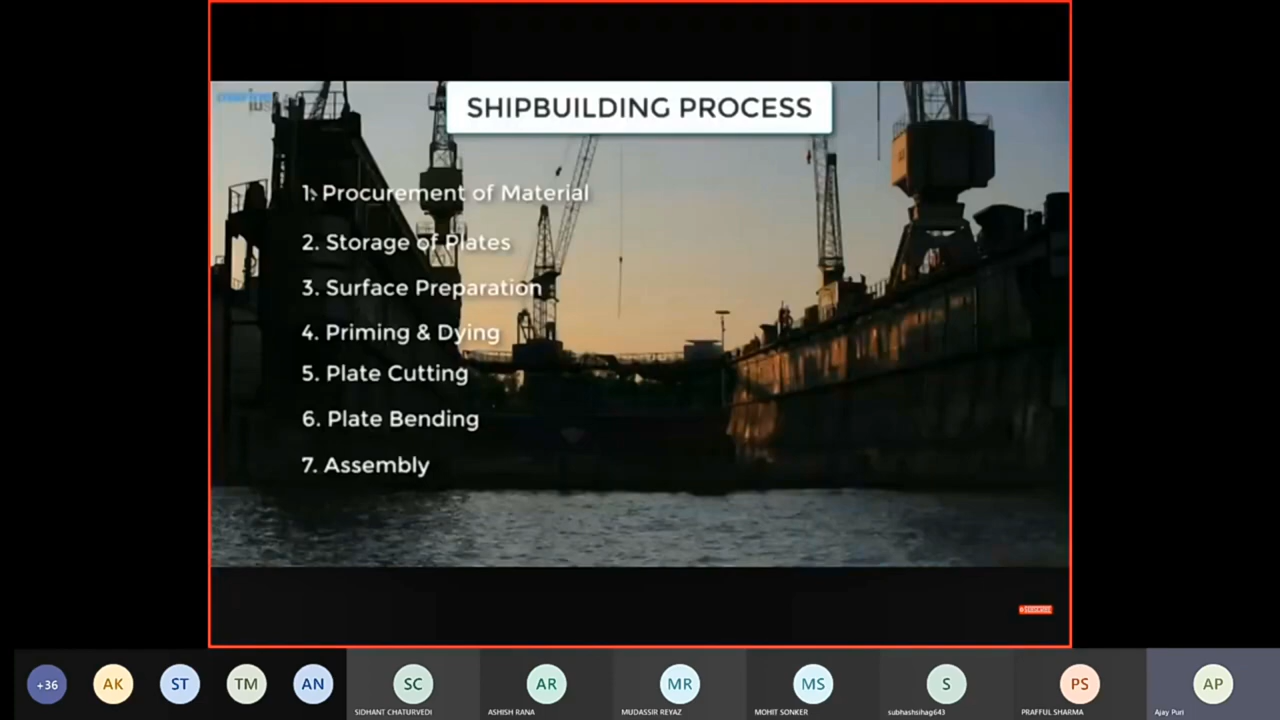 SHIPBUILDING PROCESS
1. Procurement of Material
2. Storage of Plates
3. Surface Preparation
4. Priming & Dying
5. Plate Cutting
6. Plate Bending
7. Assembly
SUBSCRIBE
+36
AK
ST
TM
AN
SC
AR
MR
MS
S
PS
AP
SIDHANT CHATURVEDI
ASHISH RANA
MUDASSIR REYAZ
MOHIT SONKER
subhashsihag643
PRAFFUL SHARMA
Ajay Puri